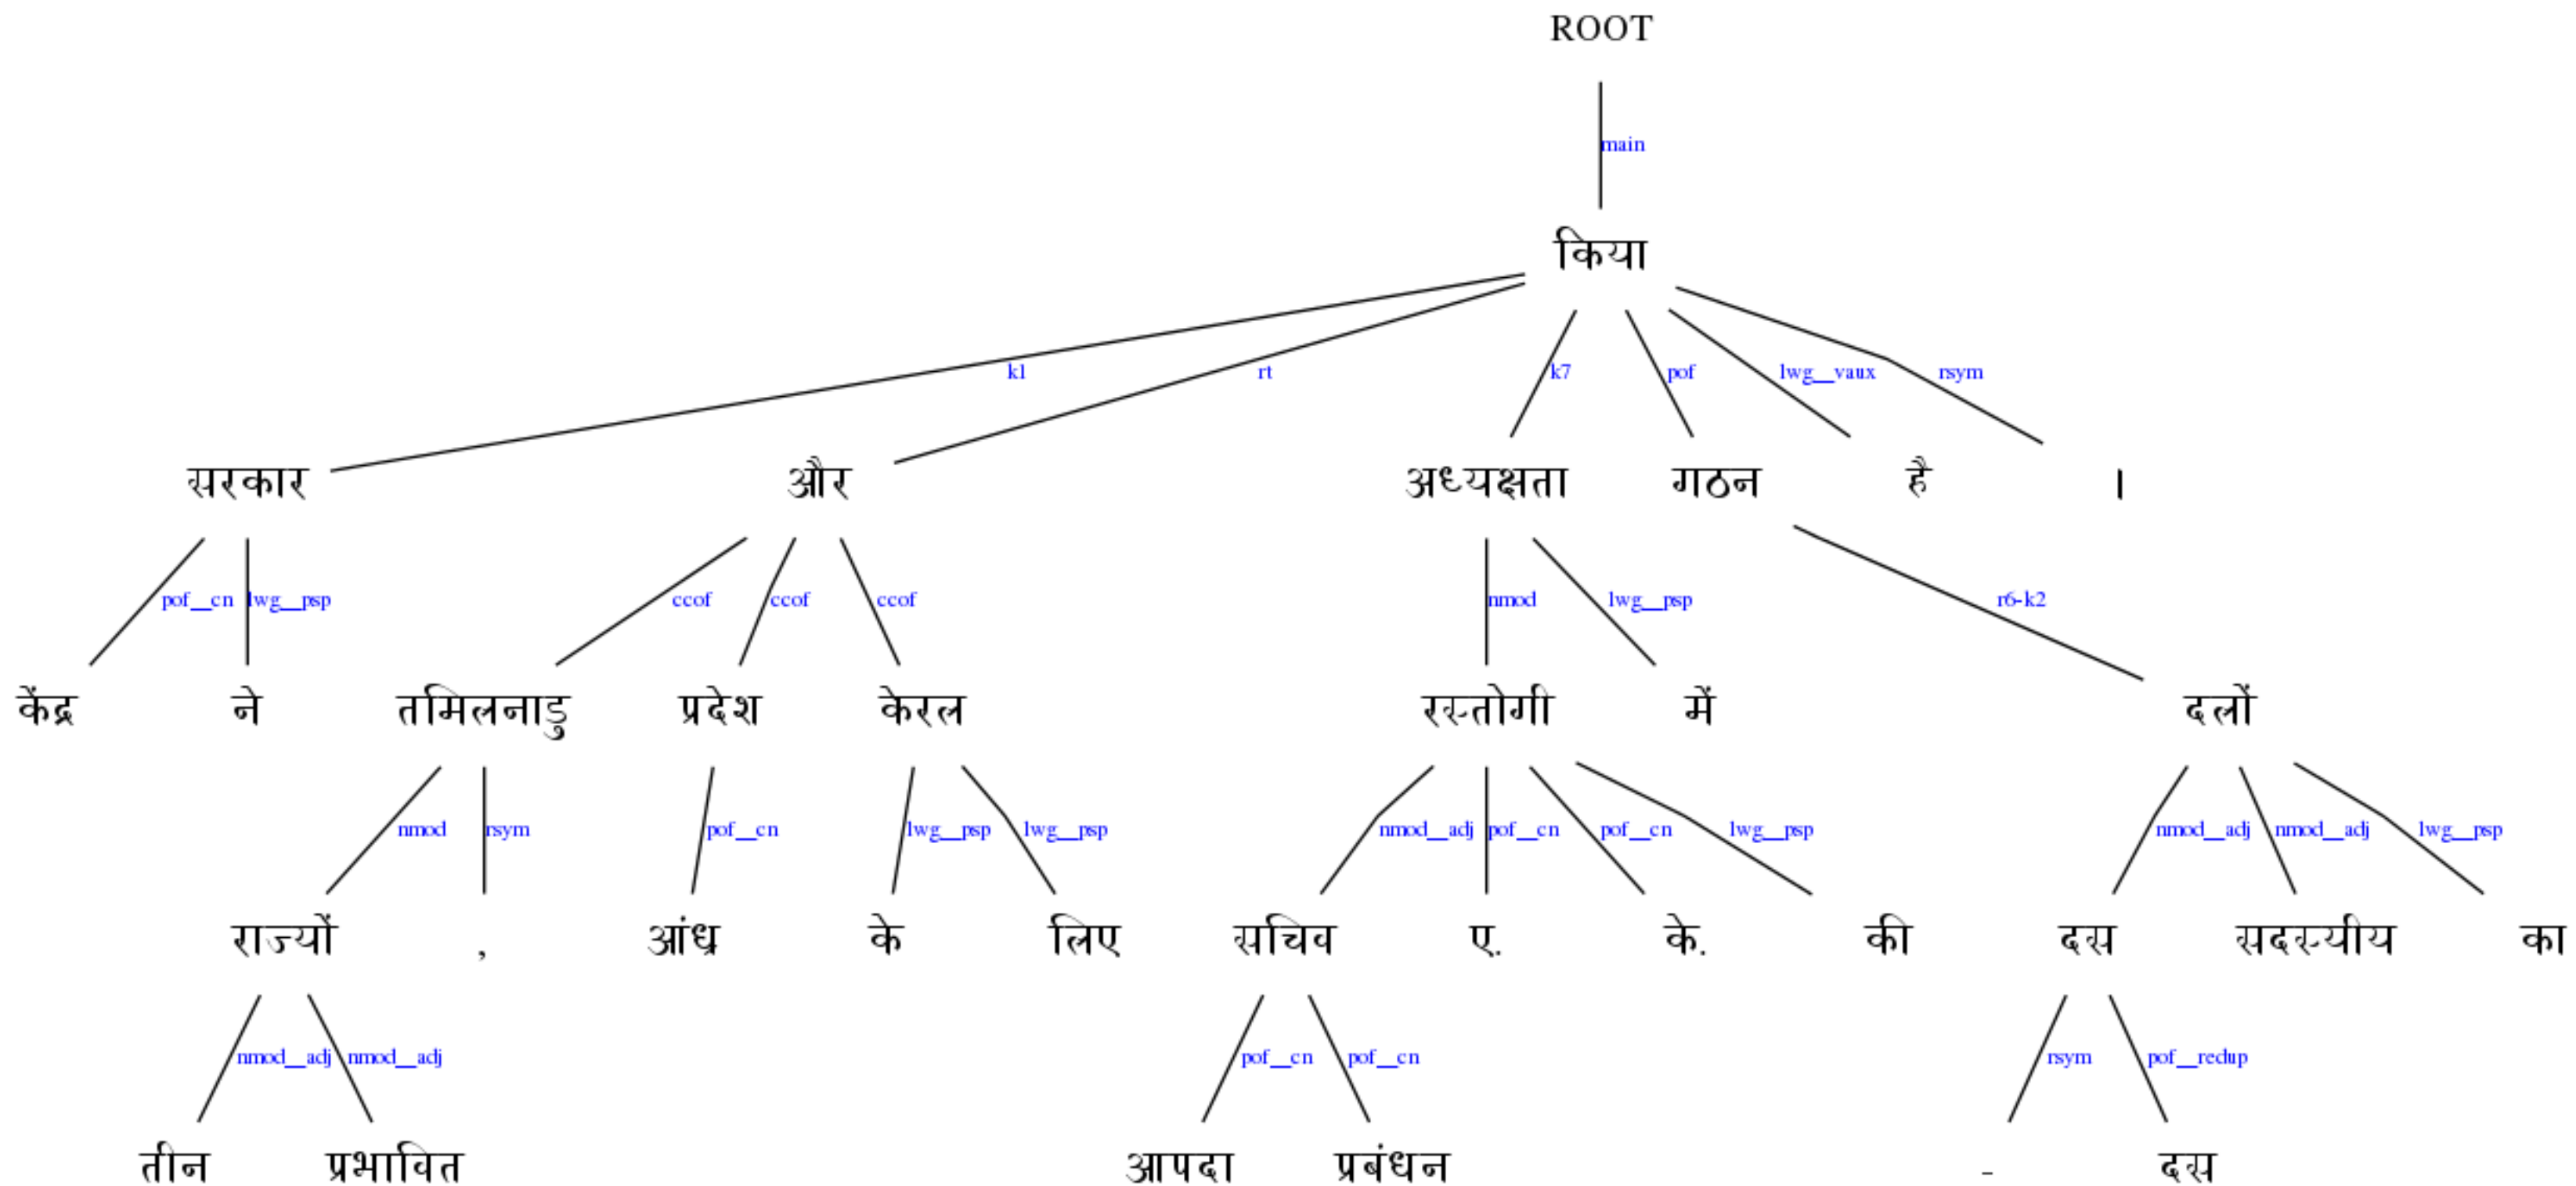 ROOT
main
किया
k1 rt k7 pof lwg__vaux rsym
सरकार और अध्यक्षता गठन है ।
pof__cn lwg__psp ccof ccof ccof nmod lwg__psp r6-k2
केंद्र ने तमिलनाडु प्रदेश केरल रस्तोगी में दलों
nmod rsym pof__cn lwg__psp lwg__psp nmod__adj pof__cn pof__cn lwg__psp nmod__adj nmod__adj lwg__psp
राज्यों , आंध्र के लिए सचिव ए. के. की दस सदस्यीय का
nmod__adj nmod__adj pof__cn pof__cn rsym pof__redup
तीन प्रभावित आपदा प्रबंधन - दस